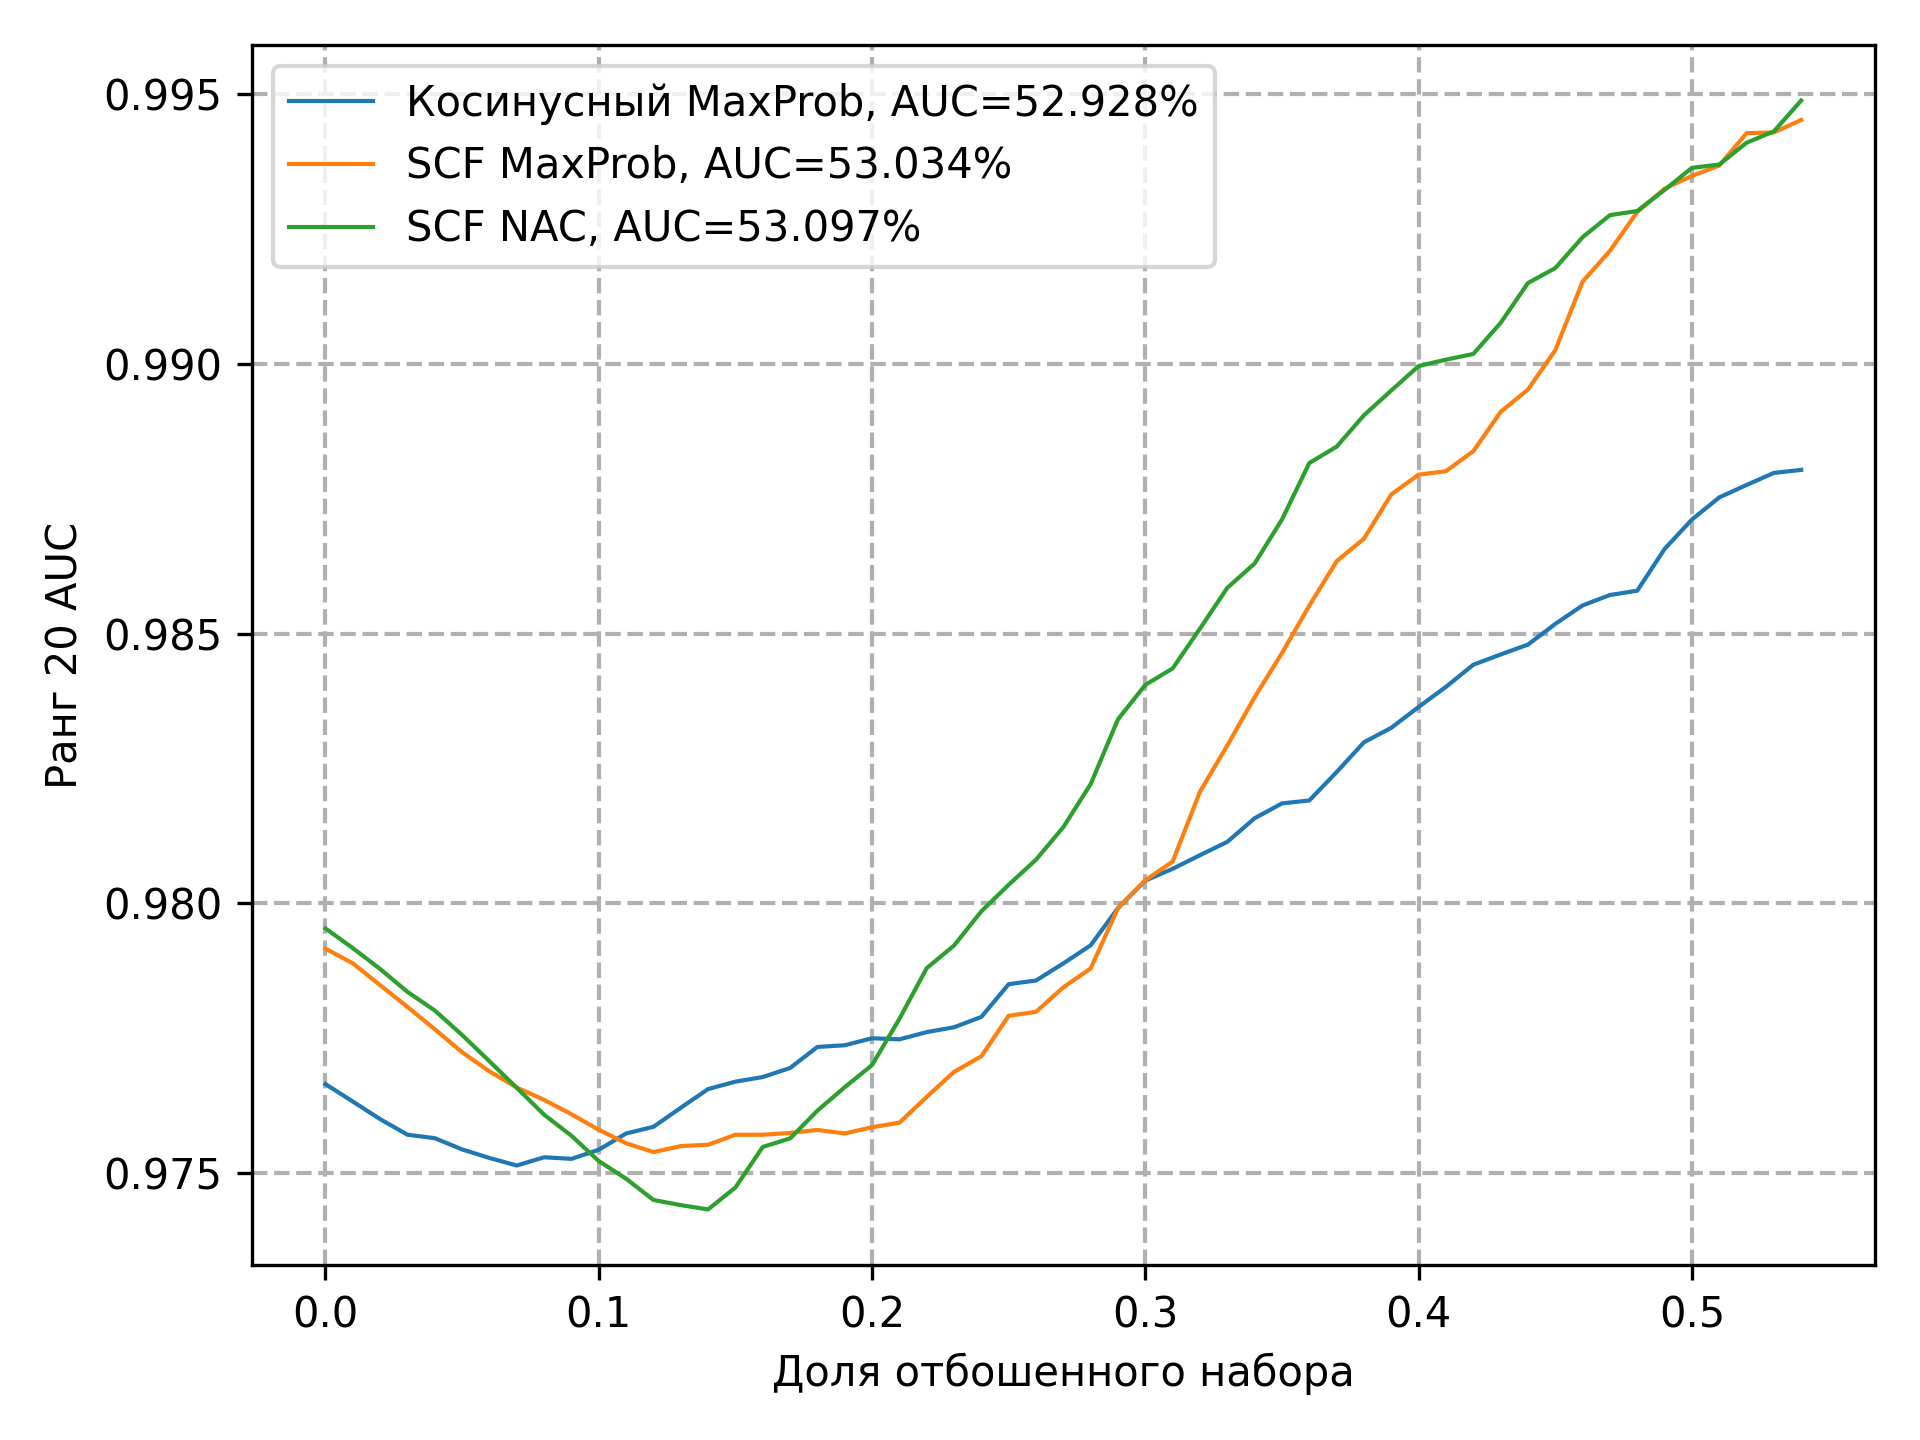 Косинусный MaxProb, AUC=52.928%
SCF MaxProb, AUC=53.034%
SCF NAC, AUC=53.097%
0.995
0.990
0.985
0.980
0.975
Ранг 20 AUC
0.0 0.1 0.2 0.3 0.4 0.5
Доля отбошенного набора